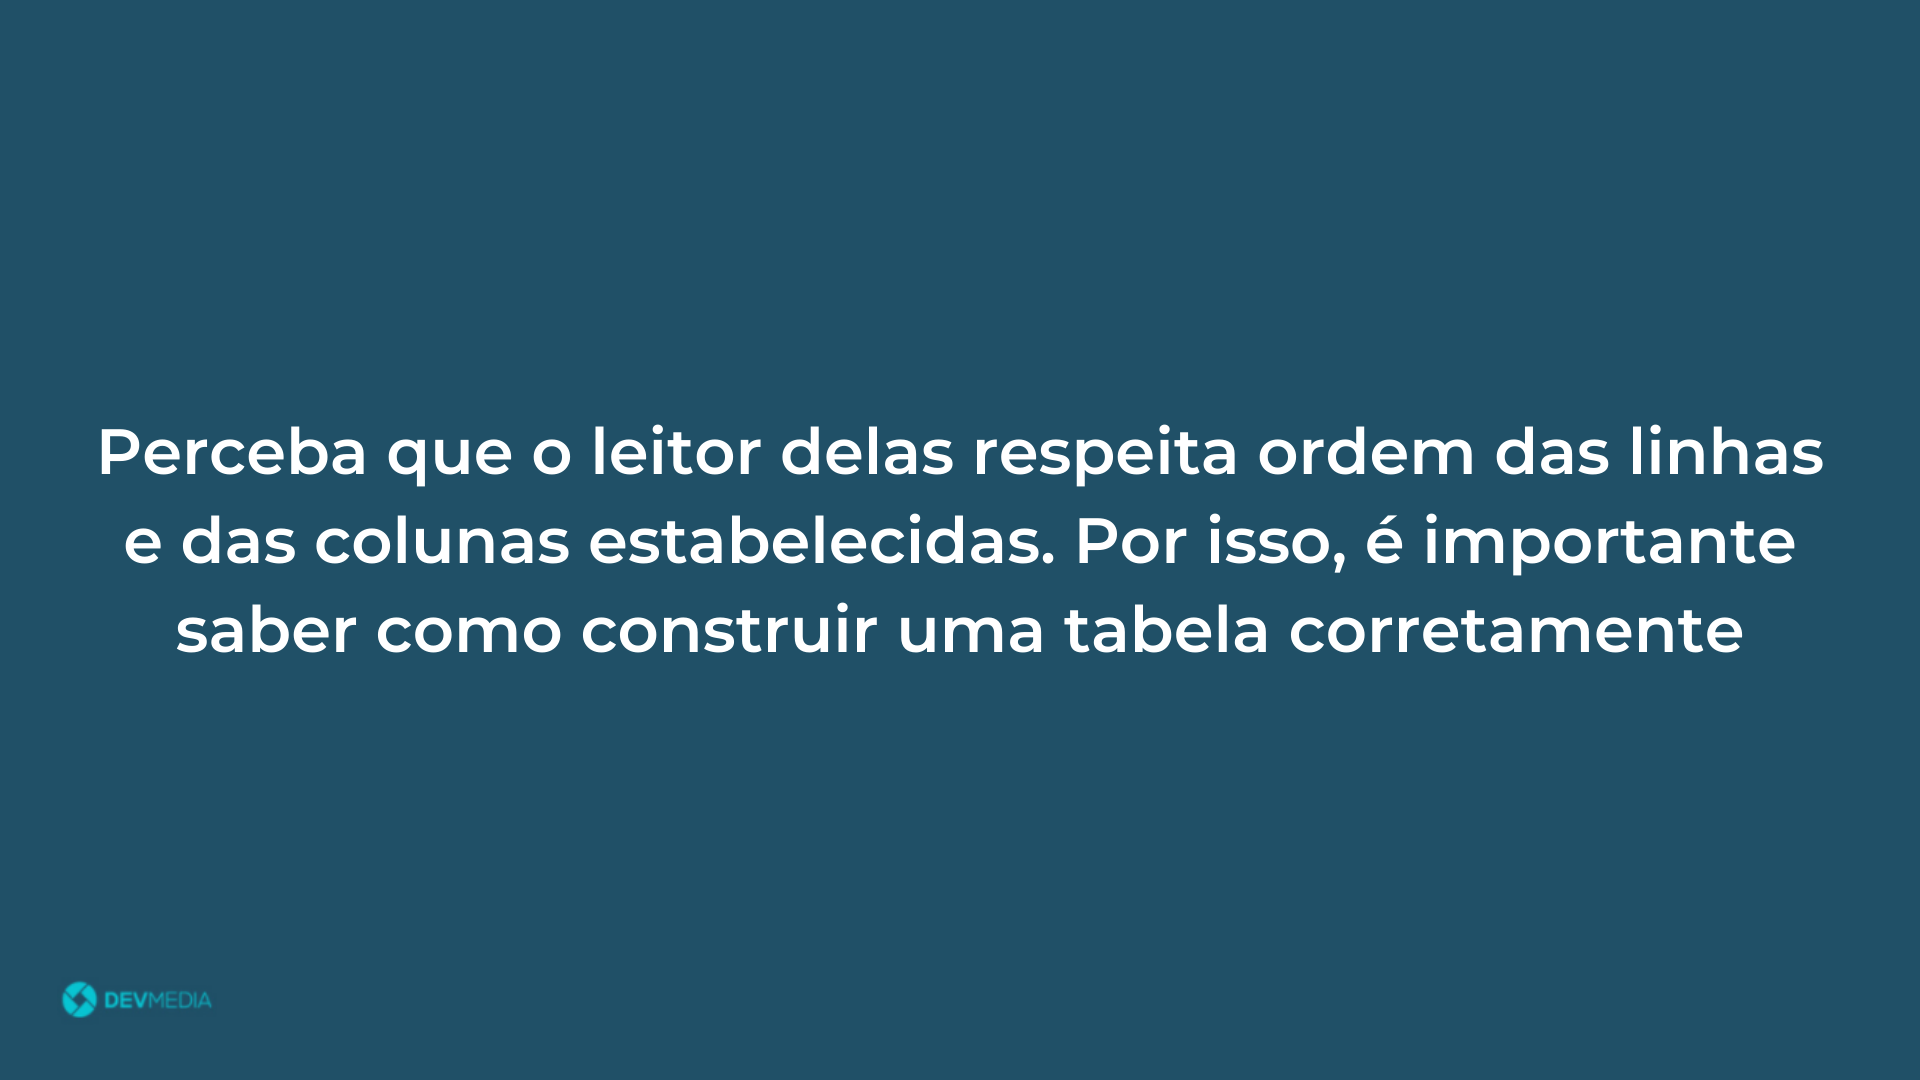 Perceba que o leitor delas respeita ordem das linhas
e das colunas estabelecidas. Por isso, é importante
saber como construir uma tabela corretamente
DEVMEDIA